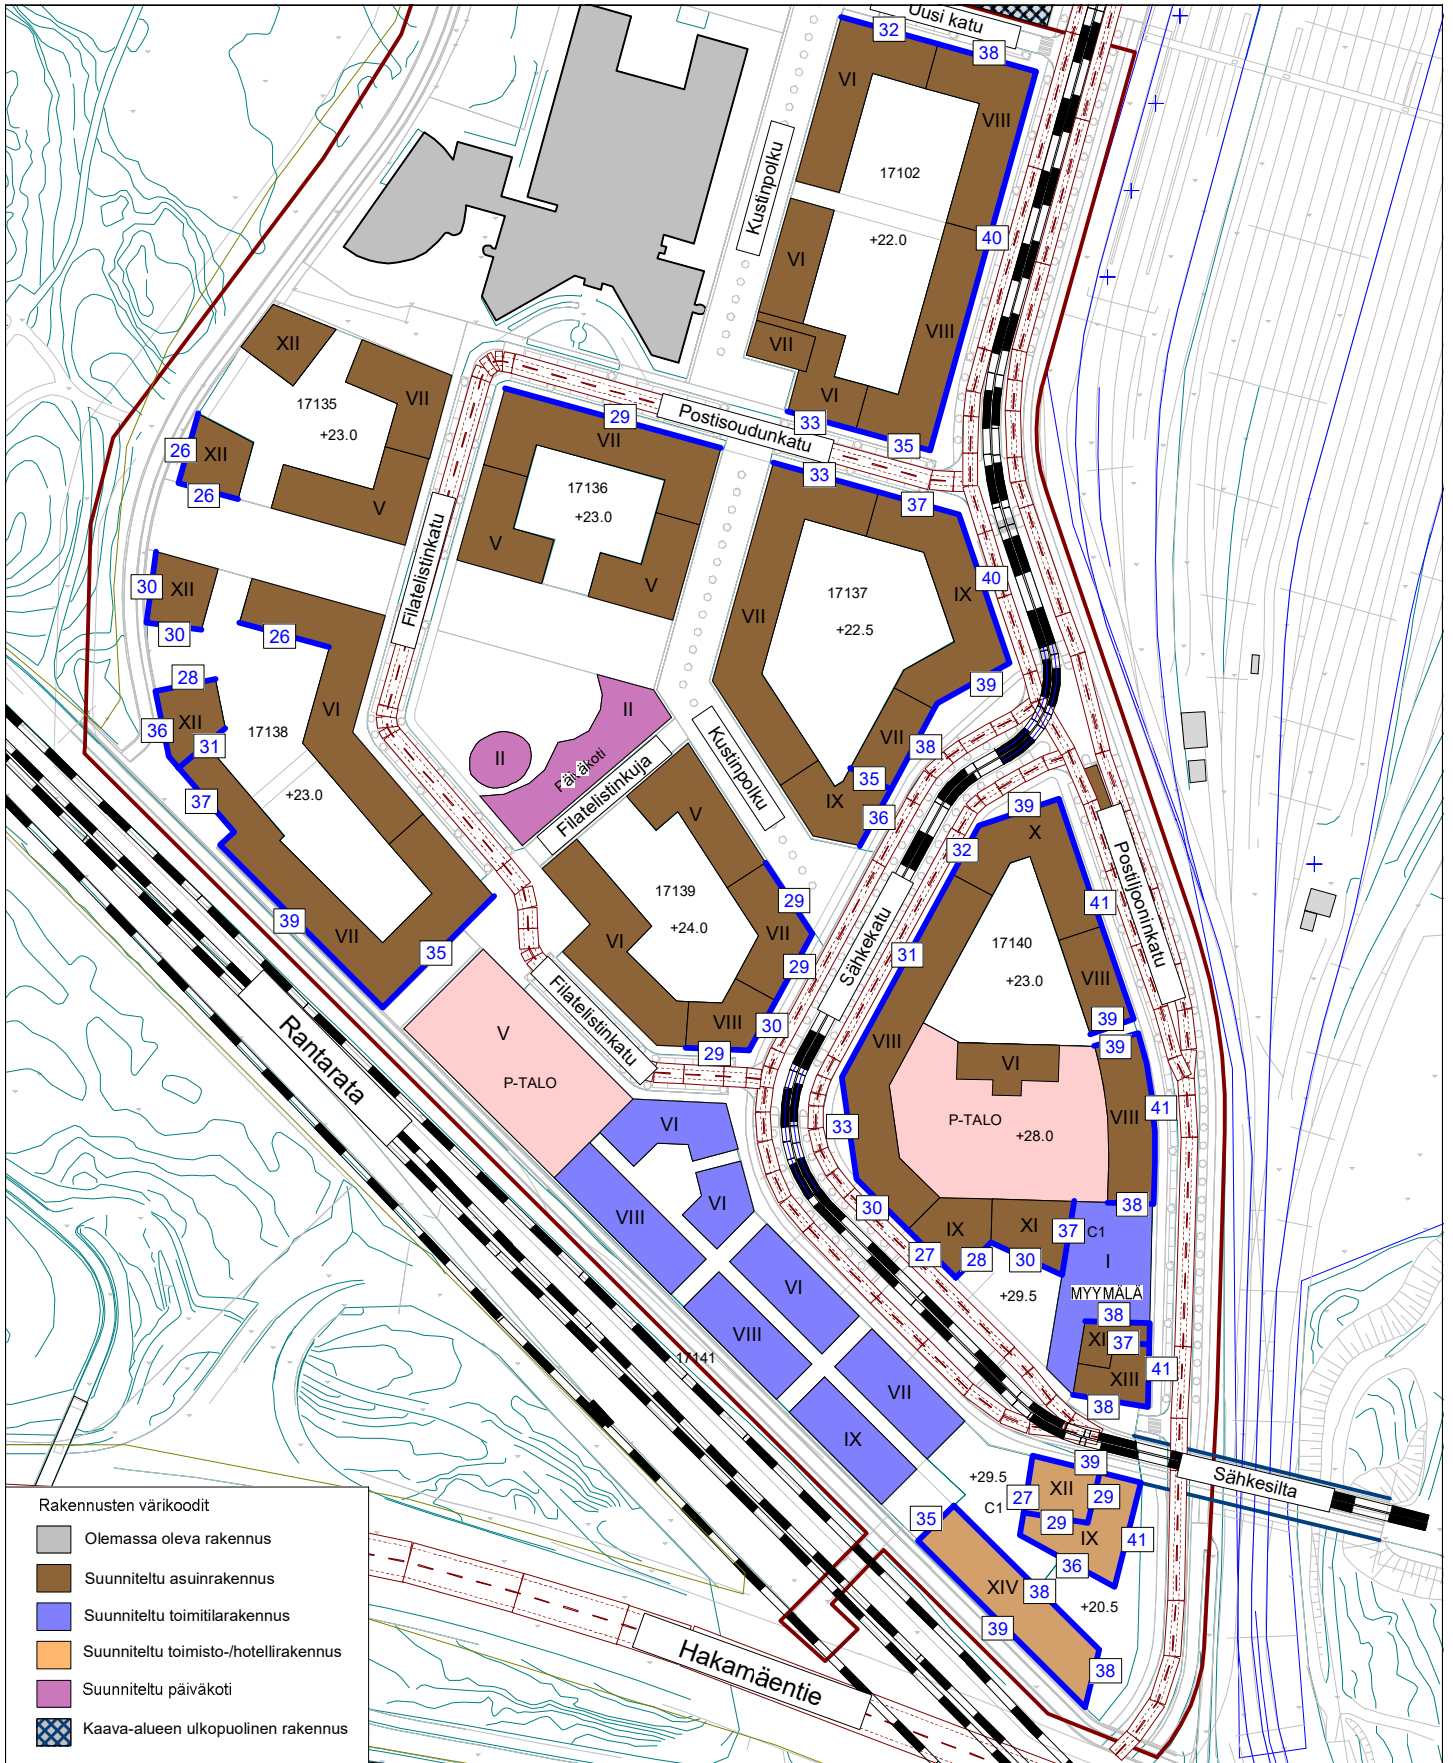 Uusi katu
32
38
VI
VIII
17102
Kustinpolku
+22.0
40
VI
XII
VII
VIII
VII
17135
VI
29
Postisoudunkatu
33
+23.0
VII
35
26
XII
33
17136
26
37
V
+23.0
Filatelistinkatu
V
40
30
XII
V
17137
IX
VII
30
26
+22.5
28
39
VI
II
36
XII
17138
Kustinpolku
31
VII
38
II
Päiväkoti
35
Filatelistinkuja
37
+23.0
IX
36
39
V
X
32
Postiljooninkatu
17139
29
41
39
+24.0
VII
Sähkekatu
17140
VII
VI
31
35
29
+23.0
VIII
Filatelistinkatu
VIII
30
39
Rantarata
V
VIII
29
39
VI
P-TALO
41
P-TALO
VIII
VI
33
+28.0
VI
30
38
VIII
IX
XI
37
C1
27
28
30
I
VI
+29.5
MYYMÄLÄ
38
VIII
XI
37
17141
41
VII
XIII
38
IX
39
Sähkesilta
+29.5
XII
27
29
C1
35
29
IX
41
36
XIV
38
+20.5
39
38
Hakamäentie
Rakennusten värikoodit
Olemassa oleva rakennus
Suunniteltu asuinrakennus
Suunniteltu toimitilarakennus
Suunniteltu toimisto-/hotellirakennus
Suunniteltu päiväkoti
Kaava-alueen ulkopuolinen rakennus